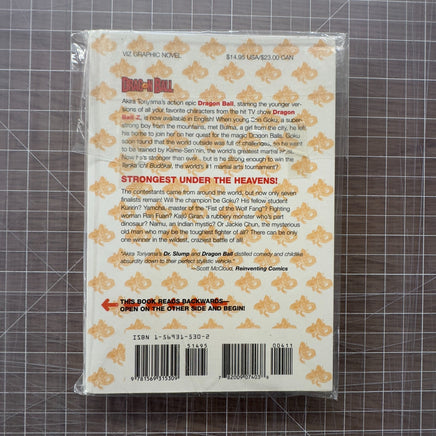 VIZ GRAPHIC NOVEL
$14.95 USA/$23.00 CAN
DRAGON BALL
Akira Toriyama's action epic Dragon Ball, starring the younger ver-
sions of all your favorite characters from the hit TV show Dragon
Ball Z, is now available in English! When young Son Goku, a super-
strong boy from the mountains, met Bulma, a girl from the city, he left
his home to join her on her quest for the magic Dragon Balls. Goku
soon found that the world outside was full of challenges, so he went
to be trained by Kame-Sen'nin, the world's greatest martial
Now he's stronger than ever... but is he strong enough to win the
Tenka'ichi Budôkai, the world's #1 martial arts tournament?
STRONGEST UNDER THE HEAVENS!
The contestants came from around the world, but now only seven
finalists remain! Will the champion be Goku? His fellow student
Kuririn? Yamcha, master of the "Fist of the Wolf Fang"? Fighting
woman Ran Fuan? Giran, a rubbery monster who's part
dinosaur? Namu, an Indian mystic? Or Jackie Chun, the mysterious
old man who may be the toughest fighter of all? There can be only
one winner in the wildest, craziest battle of all!
"Akira Toriyama's Dr. Slump and Dragon Ball distilled comedy and childlike
absurdity down to their perfect stylistic vehicle."
—Scott McCloud, Reinventing Comics
THIS BOOK READS BACKWARDS
OPEN ON THE OTHER SIDE AND BEGIN!
ISBN 1-56931-530-2
51495
00611
9 781569 315309
7 82009 07403